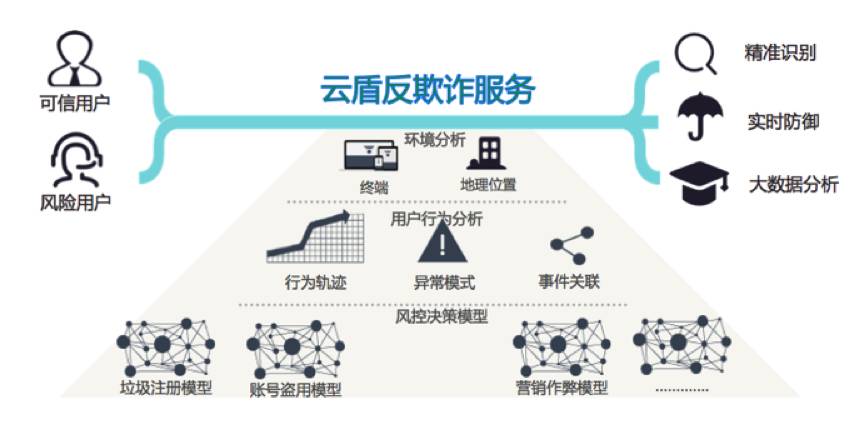 云盾反欺诈服务
可信用户
风险用户
精准识别
实时防御
大数据分析
环境分析
终端
地理位置
用户行为分析
行为轨迹
异常模式
事件关联
风控决策模型
垃圾注册模型
账号盗用模型
营销作弊模型
.............